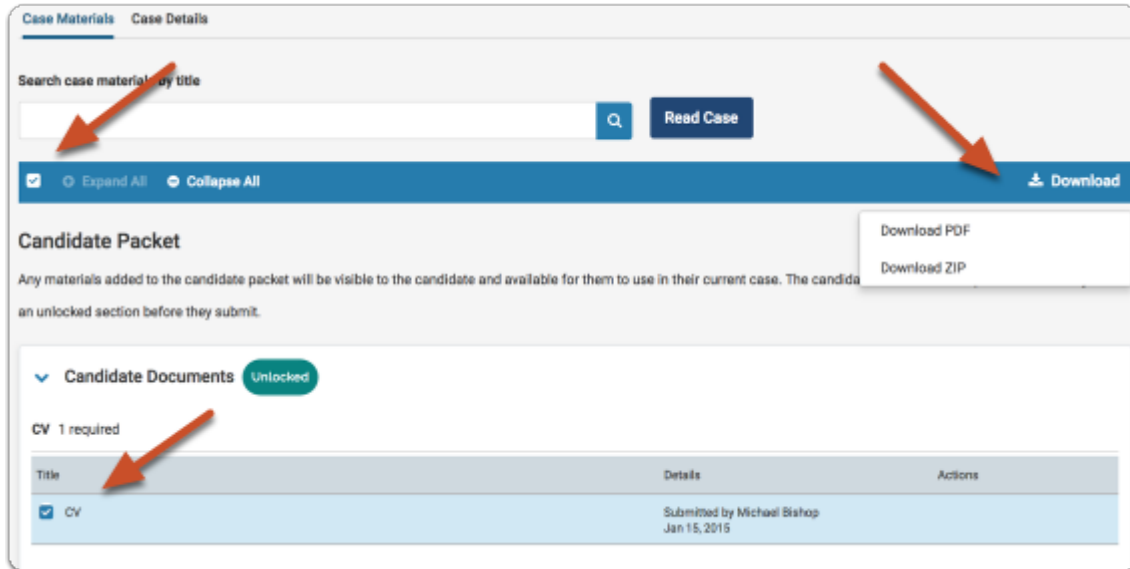 Case Materials Case Details
Search case materials by title
Read Case
Expand All Collapse All Download
Download PDF
Download ZIP
Candidate Packet
Any materials added to the candidate packet will be visible to the candidate and available for them to use in their current case. The
an unlocked section before they submit.
Candidate Documents Unlocked
CV 1 required
Title Details Actions
CV Submitted by Michael Bishop
Jan 15, 2015